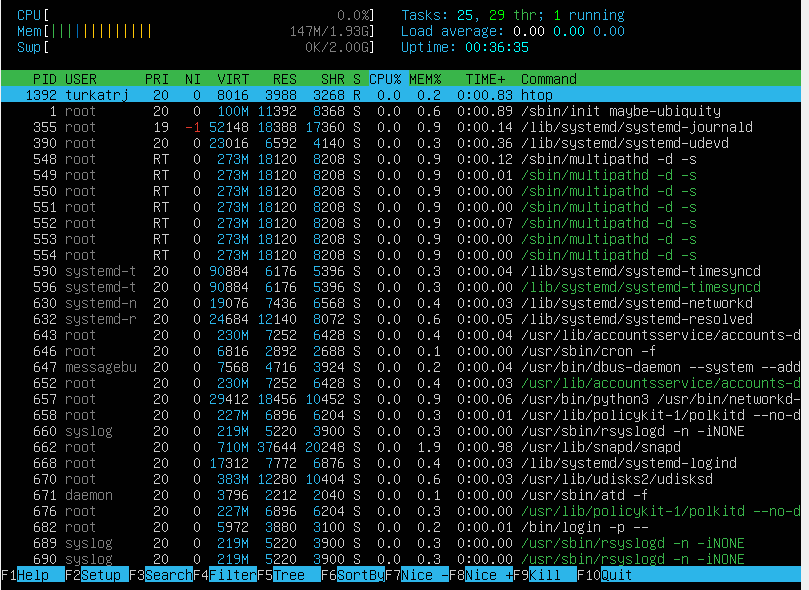 CPU[ 0.0%] Tasks: 25, 29 thr; 1 running
Mem[||||||||||||| 147M/1.93G] Load average: 0.00 0.00 0.00
Swp[ 0K/2.00G] Uptime: 00:36:35
PID USER PRI NI VIRT RES SHR S CPU% MEM% TIME+ Command
1392 turkatrj 20 0 8016 3988 3268 R 0.0 0.2 0:00.83 htop
1 root 20 0 100M 11392 8368 S 0.0 0.6 0:00.89 /sbin/init maybe-ubiquity
355 root 19 -1 52148 18388 17360 S 0.0 0.9 0:00.14 /lib/systemd/systemd-journald
390 root 20 0 23016 6592 4140 S 0.0 0.3 0:00.36 /lib/systemd/systemd-udevd
548 root RT 0 273M 18120 8208 S 0.0 0.9 0:00.12 /sbin/multipathd -d -s
549 root RT 0 273M 18120 8208 S 0.0 0.9 0:00.01 /sbin/multipathd -d -s
550 root RT 0 273M 18120 8208 S 0.0 0.9 0:00.00 /sbin/multipathd -d -s
551 root RT 0 273M 18120 8208 S 0.0 0.9 0:00.00 /sbin/multipathd -d -s
552 root RT 0 273M 18120 8208 S 0.0 0.9 0:00.07 /sbin/multipathd -d -s
553 root RT 0 273M 18120 8208 S 0.0 0.9 0:00.00 /sbin/multipathd -d -s
554 root RT 0 273M 18120 8208 S 0.0 0.9 0:00.00 /sbin/multipathd -d -s
590 systemd-t 20 0 90884 6176 5396 S 0.0 0.3 0:00.04 /lib/systemd/systemd-timesyncd
596 systemd-t 20 0 90884 6176 5396 S 0.0 0.3 0:00.00 /lib/systemd/systemd-timesyncd
630 systemd-n 20 0 19076 7436 6568 S 0.0 0.4 0:00.03 /lib/systemd/systemd-networkd
632 systemd-r 20 0 24684 12140 8072 S 0.0 0.6 0:00.05 /lib/systemd/systemd-resolved
643 root 20 0 230M 7252 6428 S 0.0 0.4 0:00.04 /usr/lib/accountsservice/accounts-d
646 root 20 0 6816 2892 2688 S 0.0 0.1 0:00.00 /usr/sbin/cron -f
647 messagebu 20 0 7568 4716 3924 S 0.0 0.2 0:00.04 /usr/bin/dbus-daemon --system --add
652 root 20 0 230M 7252 6428 S 0.0 0.4 0:00.03 /usr/lib/accountsservice/accounts-d
657 root 20 0 29412 18456 10452 S 0.0 0.9 0:00.06 /usr/bin/python3 /usr/bin/networkd-
658 root 20 0 227M 6896 6204 S 0.0 0.3 0:00.01 /usr/lib/policykit-1/polkitd --no-d
660 syslog 20 0 219M 5220 3900 S 0.0 0.3 0:00.00 /usr/sbin/rsyslogd -n -iNONE
662 root 20 0 710M 37644 20248 S 0.0 1.9 0:00.98 /usr/lib/snapd/snapd
668 root 20 0 17312 7772 6876 S 0.0 0.4 0:00.03 /lib/systemd/systemd-logind
670 root 20 0 383M 12280 10404 S 0.0 0.6 0:00.03 /usr/lib/udisks2/udisksd
671 daemon 20 0 3796 2212 2040 S 0.0 0.1 0:00.00 /usr/sbin/atd -f
676 root 20 0 227M 6896 6204 S 0.0 0.3 0:00.00 /usr/lib/policykit-1/polkitd --no-d
682 root 20 0 5972 3880 3100 S 0.0 0.2 0:00.01 /bin/login -p --
689 syslog 20 0 219M 5220 3900 S 0.0 0.3 0:00.00 /usr/sbin/rsyslogd -n -iNONE
690 syslog 20 0 219M 5220 3900 S 0.0 0.3 0:00.00 /usr/sbin/rsyslogd -n -iNONE
F1Help F2Setup F3SearchF4FilterF5Tree F6SortByF7Nice -F8Nice +F9Kill F10Quit